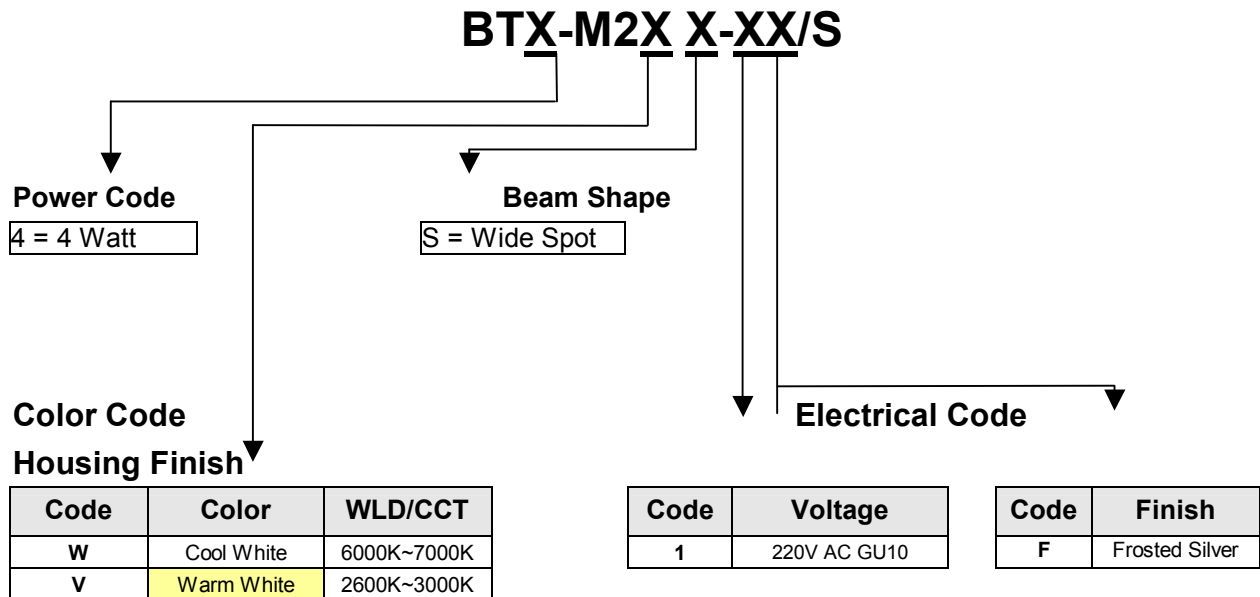 BTX-M2X X-XX/S
Power Code
4 = 4 Watt
Beam Shape
S = Wide Spot
Color Code
Electrical Code
Housing Finish
Code Color WLD/CCT
W Cool White 6000K~7000K
V Warm White 2600K~3000K
Code Voltage
1 220V AC GU10
Code Finish
F Frosted Silver